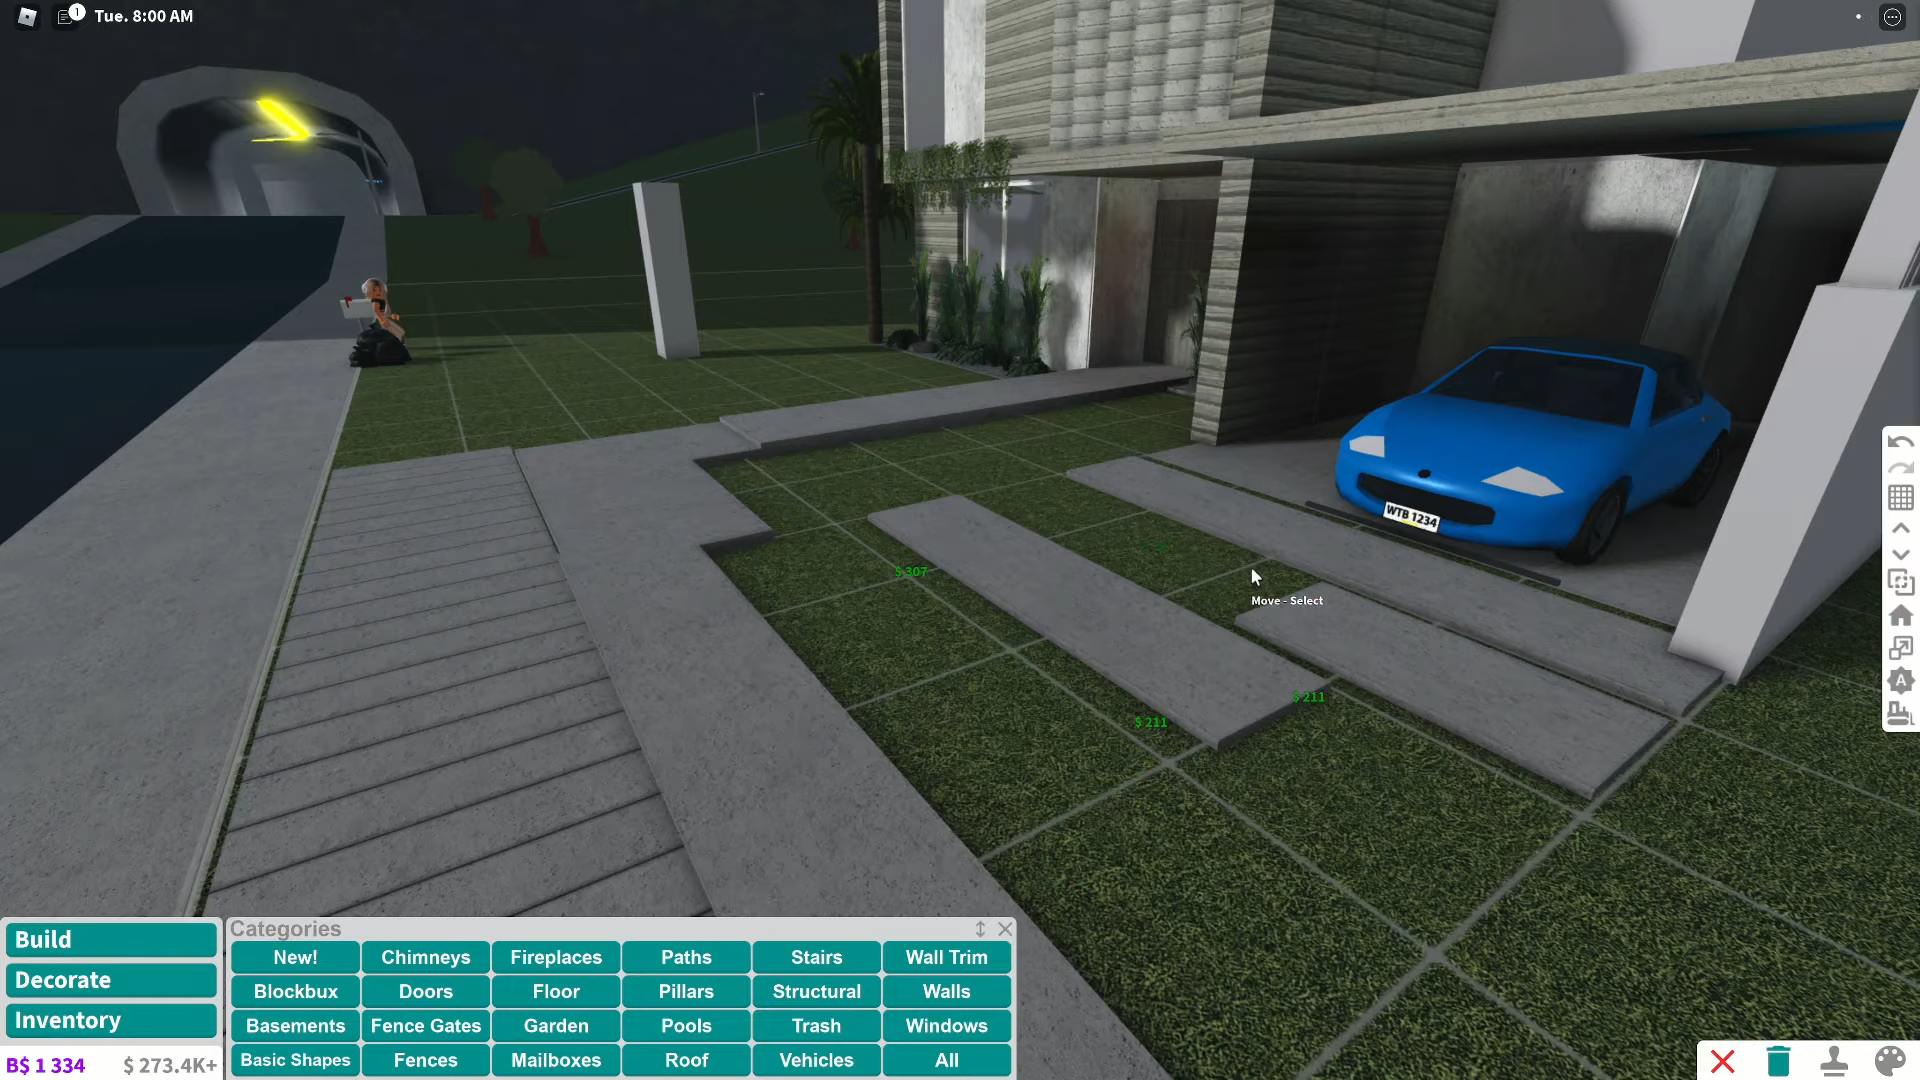 1
Tue. 8:00 AM
WTB 1234
$ 307
Move - Select
$ 211
$ 211
A
Categories
Build
Decorate
Inventory
B$ 1 334
$ 273.4K+
New!
Chimneys
Fireplaces
Paths
Stairs
Wall Trim
Blockbux
Doors
Floor
Pillars
Structural
Walls
Basements
Fence Gates
Garden
Pools
Trash
Windows
Basic Shapes
Fences
Mailboxes
Roof
Vehicles
All